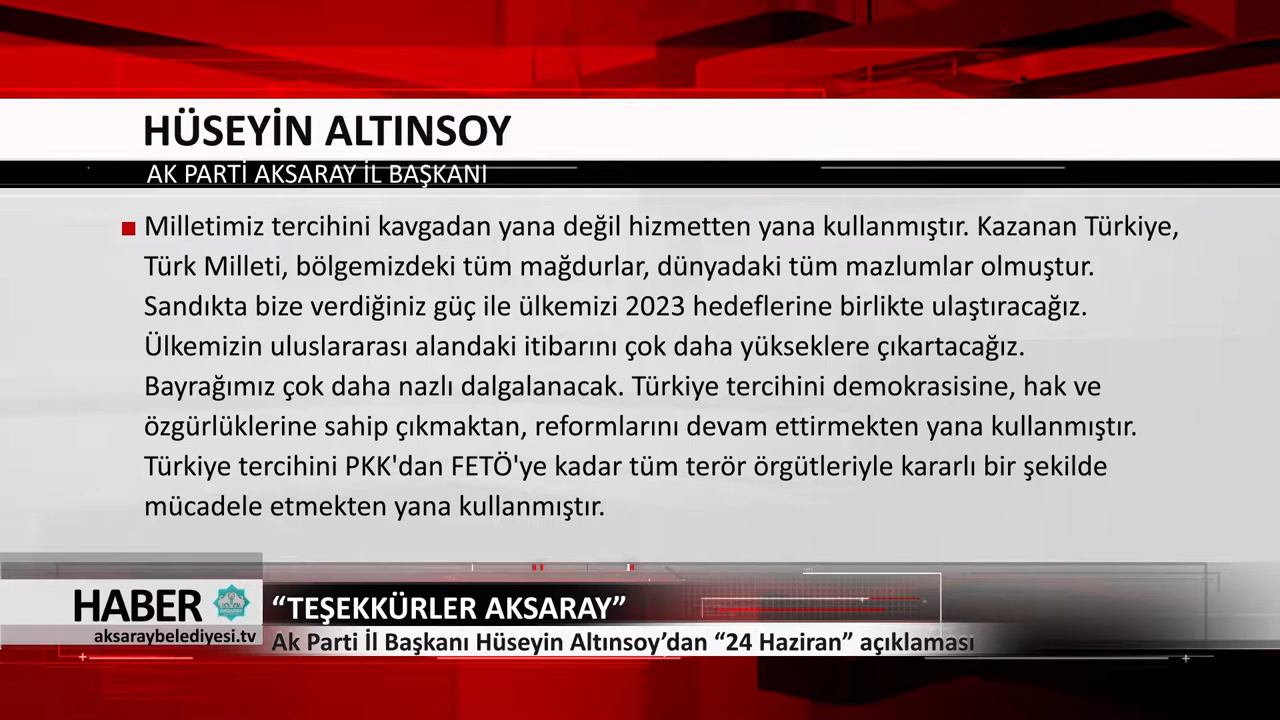 HÜSEYİN ALTINSOY
AK PARTİ AKSARAY İL BAŞKANI
Milletimiz tercihini kavgadan yana değil hizmetten yana kullanmıştır. Kazanan Türkiye,
Türk Milleti, bölgemizdeki tüm mağdurlar, dünyadaki tüm mazlumlar olmuştur.
Sandıkta bize verdiğiniz güç ile ülkemizi 2023 hedeflerine birlikte ulaştıracağız.
Ülkemizin uluslararası alandaki itibarını çok daha yükseklere çıkartacağız.
Bayrağımız çok daha nazlı dalgalanacak. Türkiye tercihini demokrasisine, hak ve
özgürlüklerine sahip çıkmaktan, reformlarını devam ettirmekten yana kullanmıştır.
Türkiye tercihini PKK'dan FETÖ'ye kadar tüm terör örgütleriyle kararlı bir şekilde
mücadele etmekten yana kullanmıştır.
HABER
aksaraybelediyesi.tv
“TEŞEKKÜRLER AKSARAY”
Ak Parti İl Başkanı Hüseyin Altınsoy’dan “24 Haziran” açıklaması